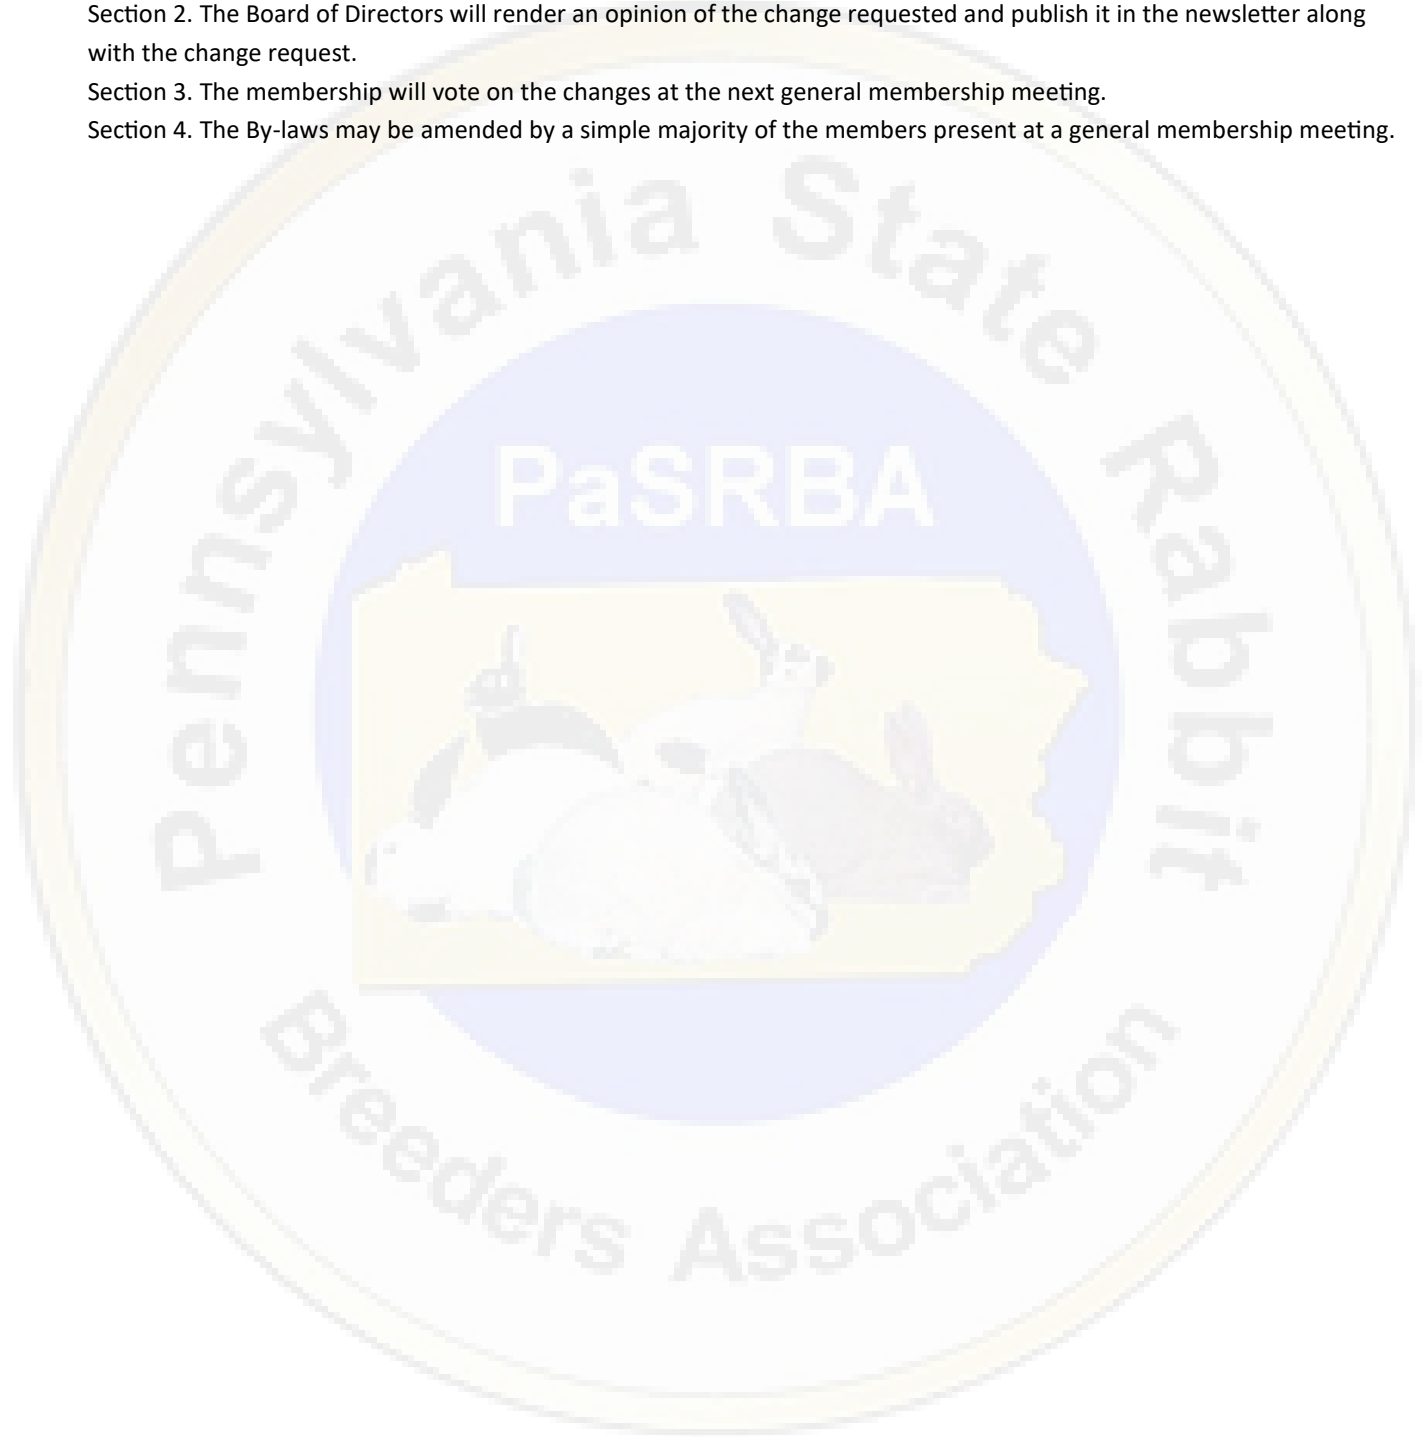 Section 2. The Board of Directors will render an opinion of the change requested and publish it in the newsletter along
with the change request.
Section 3. The membership will vote on the changes at the next general membership meeting.
Section 4. The By-laws may be amended by a simple majority of the members present at a general membership meeting.
Pennsylvania State Rabbit
PaSRBA
Breeders Association